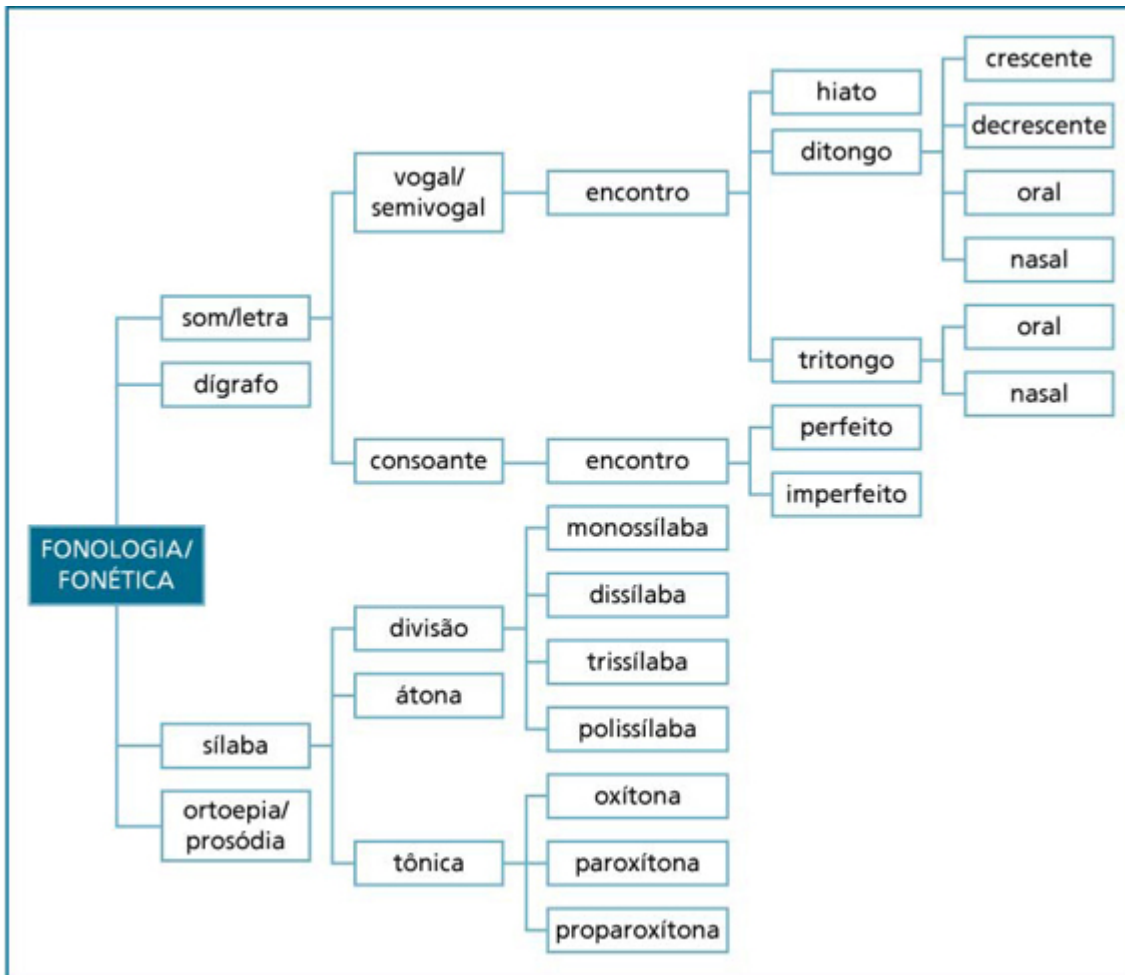 crescente
hiato
decrescente
ditongo
vogal/
semivogal
encontro
oral
nasal
som/letra
oral
tritongo
dígrafo
nasal
perfeito
consoante
encontro
imperfeito
monossílaba
FONOLOGIA/
FONÉTICA
dissílaba
divisão
trissílaba
átona
polissílaba
sílaba
oxítona
ortoepia/
prosódia
tônica
paroxítona
proparoxítona